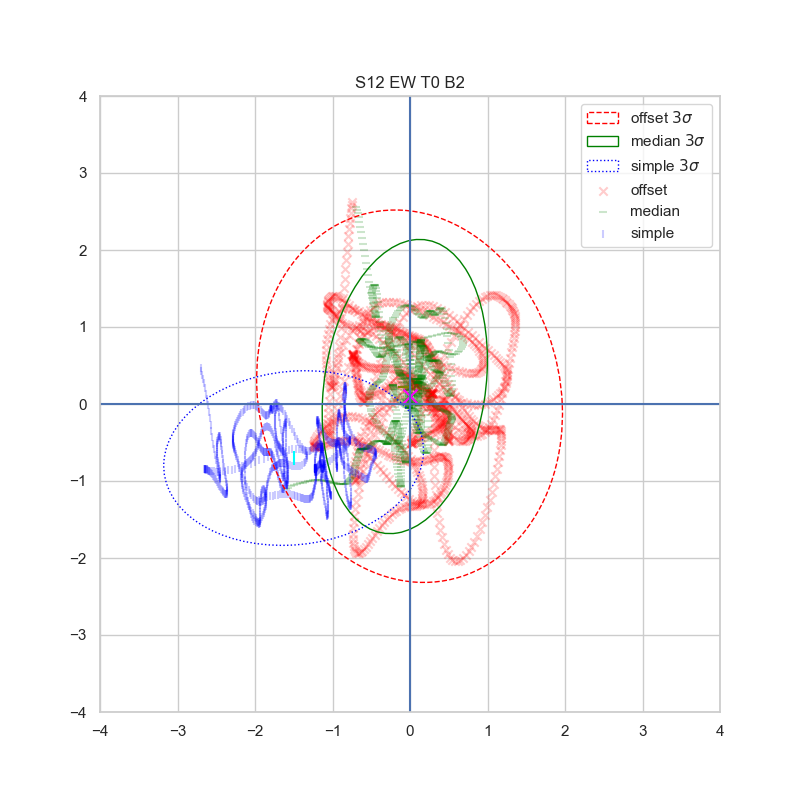 S12 EW T0 B2
offset 3σ
median 3σ
simple 3σ
offset
median
simple
4
3
2
1
0
−1
−2
−3
−4
−4 −3 −2 −1 0 1 2 3 4